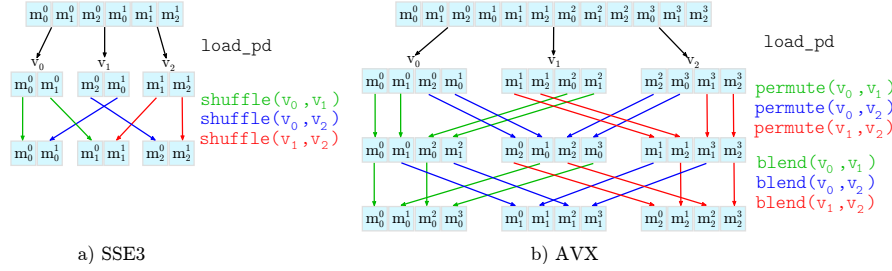 m₀⁰ m₁⁰ m₂⁰ m₀¹ m₁¹ m₂¹
load_pd
v₀ v₁ v₂
m₀⁰ m₁⁰ m₂⁰ m₀¹ m₁¹ m₂¹
shuffle(v₀,v₁)
shuffle(v₀,v₂)
shuffle(v₁,v₂)
m₀⁰ m₀¹ m₁⁰ m₁¹ m₂⁰ m₂¹
a) SSE3
m₀⁰ m₁⁰ m₂⁰ m₀¹ m₁¹ m₂¹ m₀² m₁² m₂² m₀³ m₁³ m₂³
load_pd
v₀ v₁ v₂
m₀⁰ m₁⁰ m₂⁰ m₀¹ m₁¹ m₂¹ m₀² m₁² m₂² m₀³ m₁³ m₂³
permute(v₀,v₁)
permute(v₀,v₂)
permute(v₁,v₂)
m₀⁰ m₁⁰ m₀² m₁² m₂⁰ m₀¹ m₂² m₀³ m₁¹ m₂¹ m₁³ m₂³
blend(v₀,v₁)
blend(v₀,v₂)
blend(v₁,v₂)
m₀⁰ m₀¹ m₀² m₀³ m₁⁰ m₁¹ m₁² m₁³ m₂⁰ m₂¹ m₂² m₂³
b) AVX